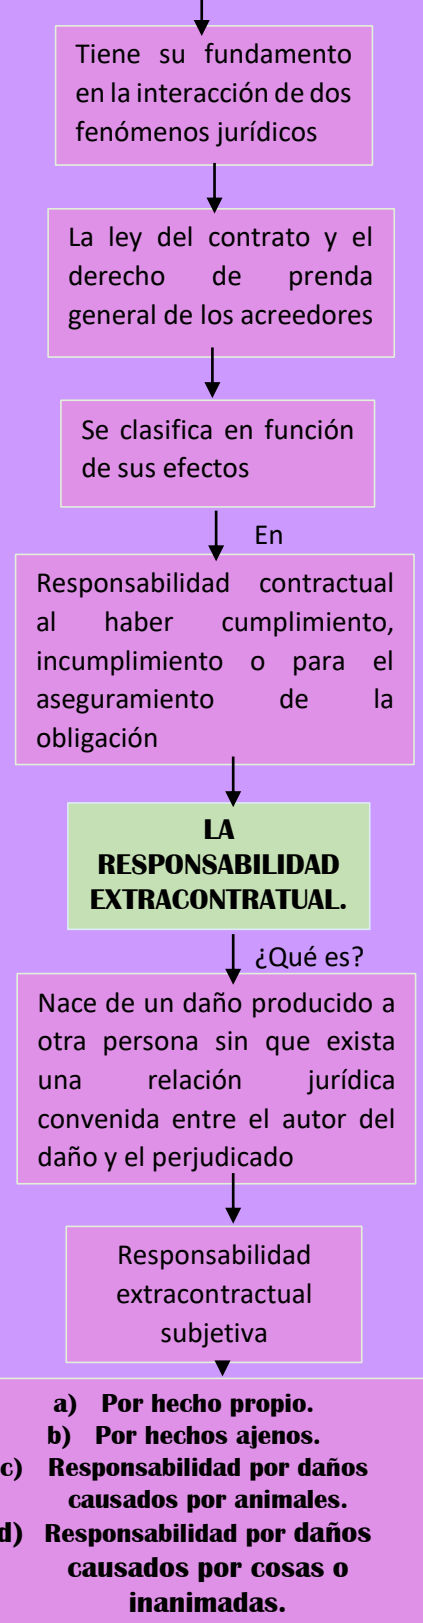 Tiene su fundamento
en la interacción de dos
fenómenos jurídicos
La ley del contrato y el
derecho de prenda
general de los acreedores
Se clasifica en función
de sus efectos
En
Responsabilidad contractual
al haber cumplimiento,
incumplimiento o para el
aseguramiento de la
obligación
LA
RESPONSABILIDAD
EXTRACONTRATUAL.
¿Qué es?
Nace de un daño producido a
otra persona sin que exista
una relación jurídica
convenida entre el autor del
daño y el perjudicado
Responsabilidad
extracontractual
subjetiva
a) Por hecho propio.
b) Por hechos ajenos.
c) Responsabilidad por daños
causados por animales.
d) Responsabilidad por daños
causados por cosas o
inanimadas.